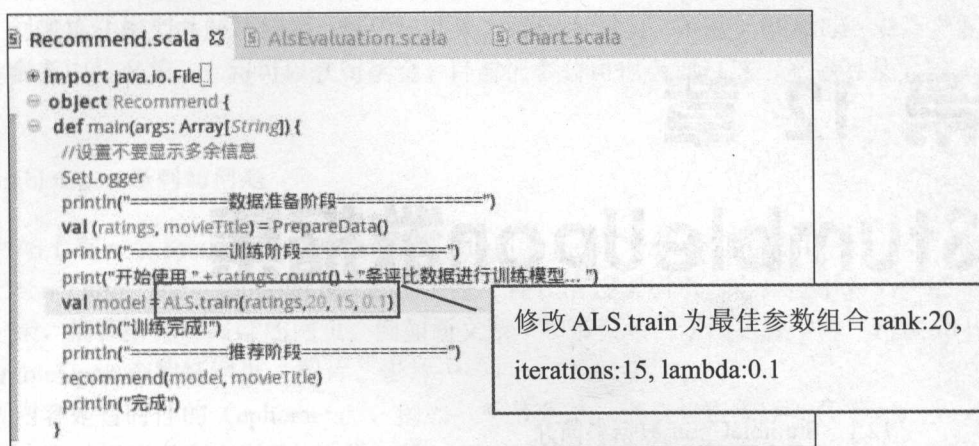 Recommend.scala AlsEvaluation.scala Chart.scala
import java.io.File
object Recommend {
def main(args: Array[String]) {
//设置不要显示多余信息
SetLogger
println("==========数据准备阶段===============")
val (ratings, movieTitle) = PrepareData()
println("==========训练阶段===============")
print("开始使用 " + ratings.count() + "条评比数据进行训练模型... ")
val model = ALS.train(ratings,20, 15, 0.1)
println("训练完成!")
println("==========推荐阶段===============")
recommend(model, movieTitle)
println("完成")
}
修改 ALS.train 为最佳参数组合 rank:20,
iterations:15, lambda:0.1